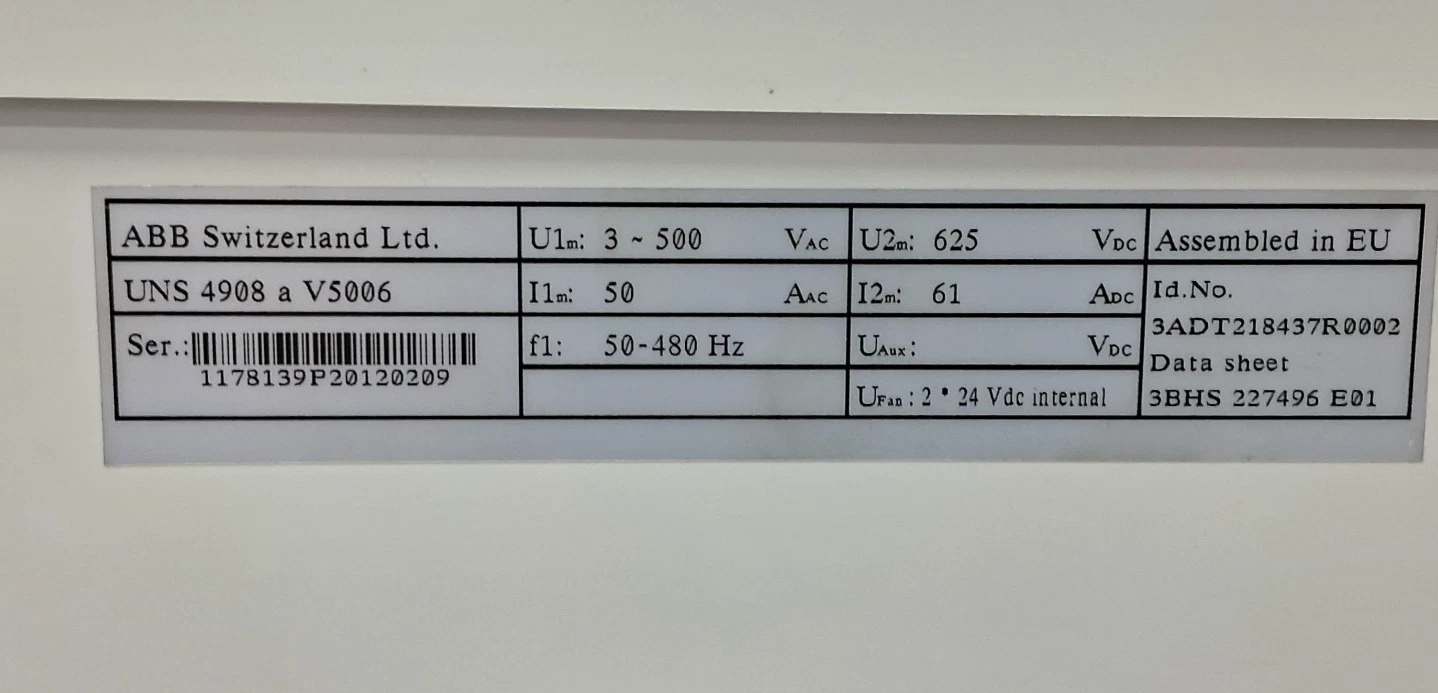 ABB Switzerland Ltd.
UNS 4908 a V5006
Ser.:
1178139P20120209
U1m: 3 ~ 500 VAC
I1m: 50 AAC
f1: 50-480 Hz
U2m: 625 VDC
I2m: 61 ADC
UAux: VDC
UFan: 2 * 24 Vdc internal
Assembled in EU
Id.No.
3ADT218437R0002
Data sheet
3BHS 227496 E01